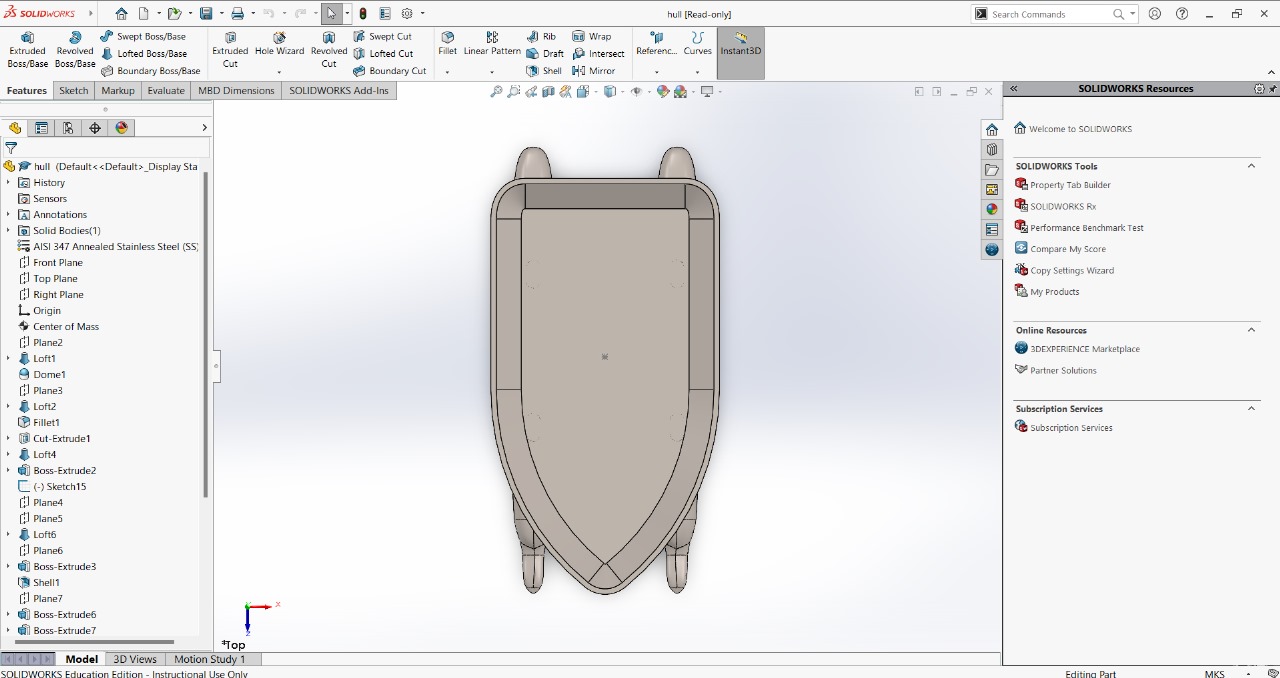 SOLIDWORKS
hull [Read-only]
Search Commands
Extruded Boss/Base
Revolved Boss/Base
Swept Boss/Base
Lofted Boss/Base
Boundary Boss/Base
Extruded Cut
Hole Wizard
Revolved Cut
Swept Cut
Lofted Cut
Boundary Cut
Fillet
Linear Pattern
Rib
Draft
Shell
Wrap
Intersect
Mirror
Referenc...
Curves
Instant3D
Features
Sketch
Markup
Evaluate
MBD Dimensions
SOLIDWORKS Add-Ins
hull (Default<<Default>_Display Sta
History
Sensors
Annotations
Solid Bodies(1)
AISI 347 Annealed Stainless Steel (SS)
Front Plane
Top Plane
Right Plane
Origin
Center of Mass
Plane2
Loft1
Dome1
Plane3
Loft2
Fillet1
Cut-Extrude1
Loft4
Boss-Extrude2
(-) Sketch15
Plane4
Plane5
Loft6
Plane6
Boss-Extrude3
Shell1
Plane7
Boss-Extrude6
Boss-Extrude7
X
Z
*Top
SOLIDWORKS Resources
Welcome to SOLIDWORKS
SOLIDWORKS Tools
Property Tab Builder
SOLIDWORKS Rx
Performance Benchmark Test
Compare My Score
Copy Settings Wizard
My Products
Online Resources
3DEXPERIENCE Marketplace
Partner Solutions
Subscription Services
Subscription Services
Model
3D Views
Motion Study 1
SOLIDWORKS Education Edition - Instructional Use Only
Editing Part
MKS